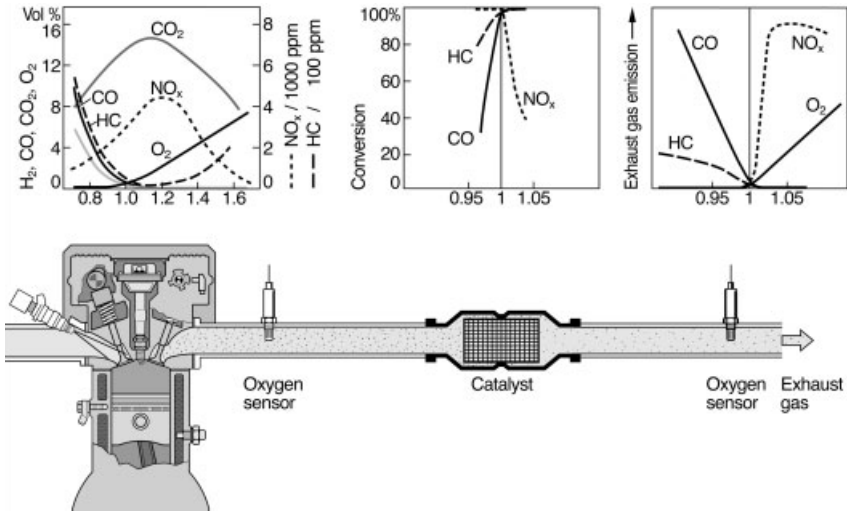 Vol %
16
12
8
4
0
H₂, CO, CO₂, O₂
CO₂
NOₓ
CO
HC
O₂
0.8 1.0 1.2 1.4 1.6
8
6
4
2
0
NOₓ / 1000 ppm
HC / 100 ppm
100%
80
60
40
20
0
Conversion
HC
CO
NOₓ
0.95 1 1.05
Exhaust gas emission
CO
HC
NOₓ
O₂
0.95 1 1.05
Oxygen
sensor
Catalyst
Oxygen
sensor
Exhaust
gas